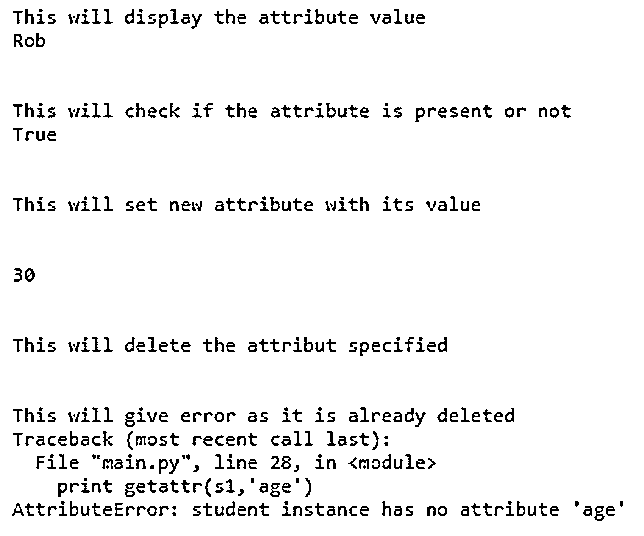 This will display the attribute value
Rob
This will check if the attribute is present or not
True
This will set new attribute with its value
30
This will delete the attribut specified
This will give error as it is already deleted
Traceback (most recent call last):
  File "main.py", line 28, in <module>
    print getattr(s1,'age')
AttributeError: student instance has no attribute 'age'